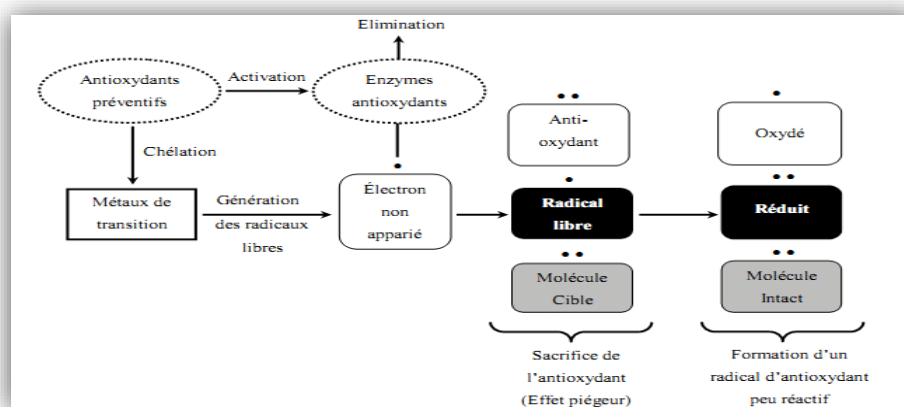 Elimination
Antioxydants
préventifs
Activation
Enzymes
antioxydants
Anti-
oxydant
Oxydé
Chélation
Métaux de
transition
Génération
des radicaux
libres
Électron
non
apparié
Radical
libre
Réduit
Molécule
Cible
Molécule
Intact
Sacrifice de
l'antioxydant
(Effet piégeur)
Formation d'un
radical d'antioxydant
peu réactif